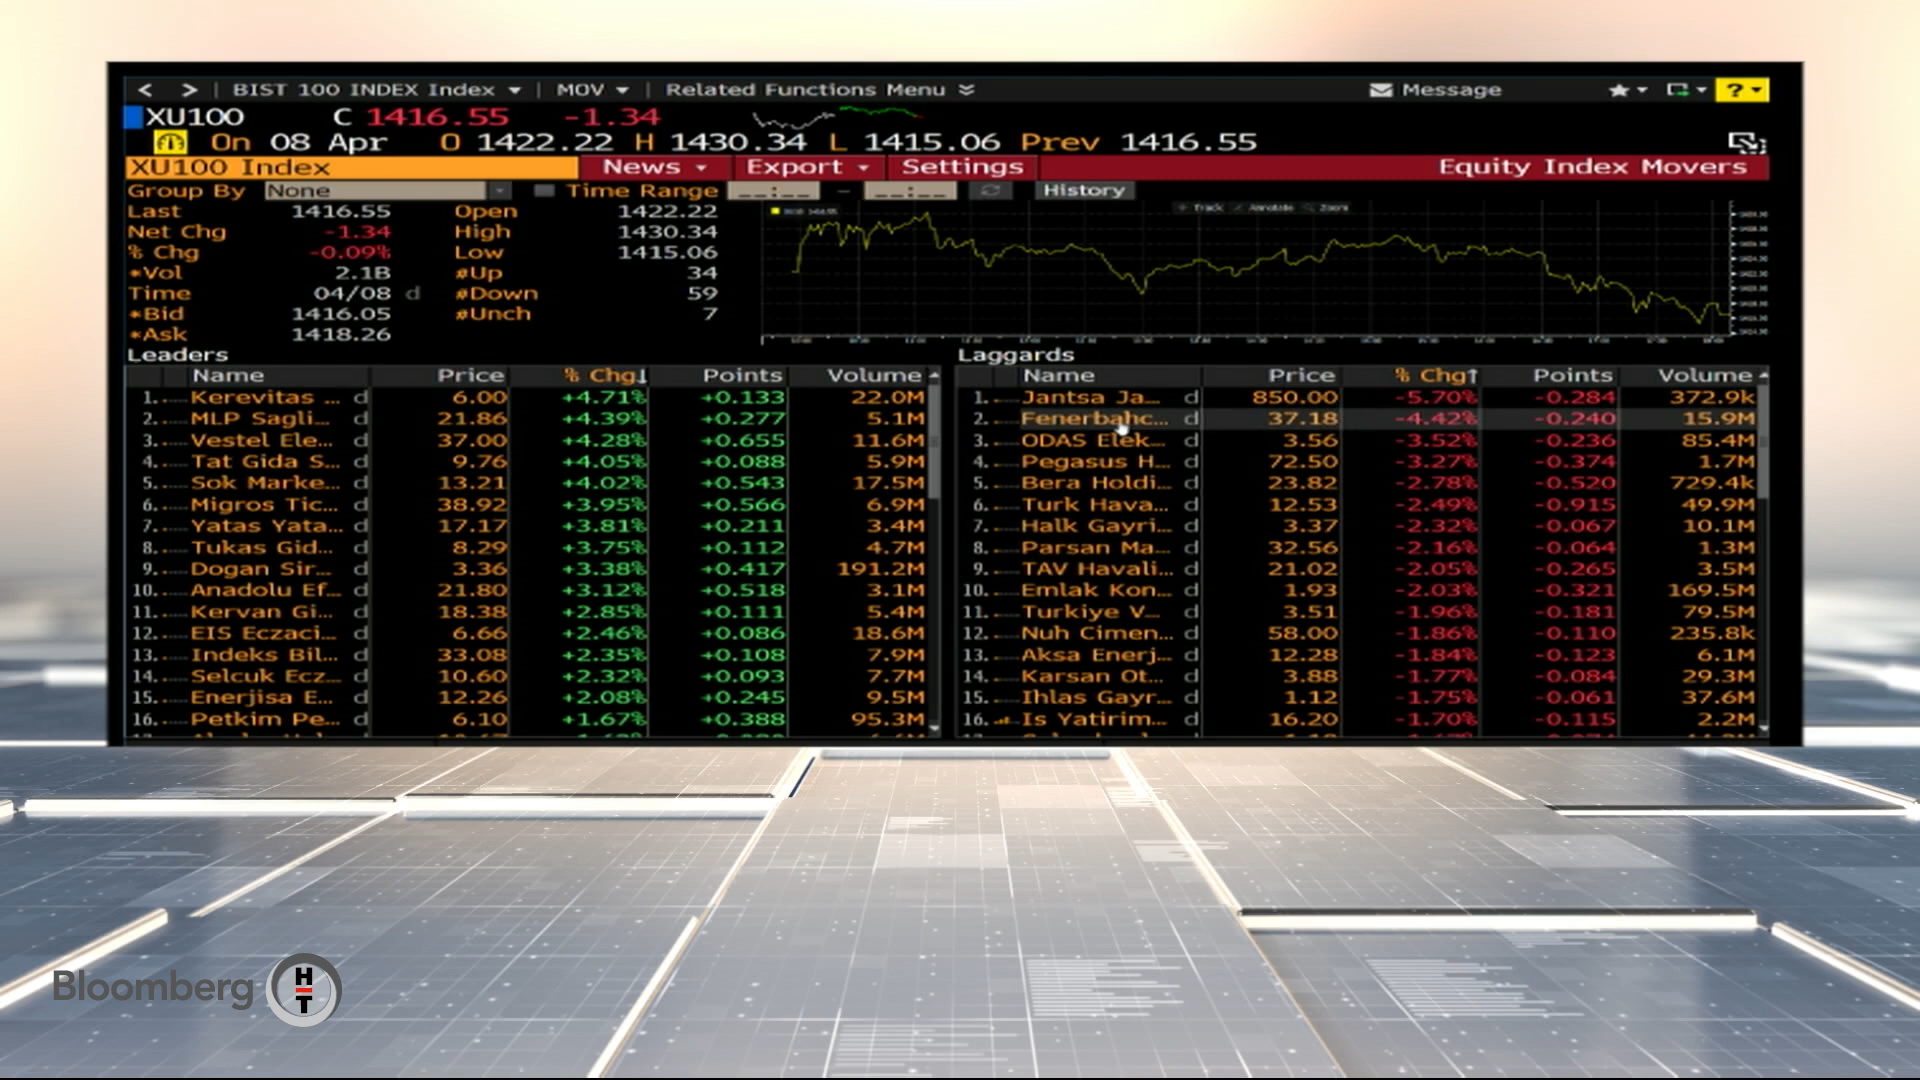 < > | BIST 100 INDEX Index | MOV | Related Functions Menu Message ?
XU100 C 1416.55 -1.34
On 08 Apr O 1422.22 H 1430.34 L 1415.06 Prev 1416.55
XU100 Index News Export Settings Equity Index Movers
Group By None Time Range __:__ - __:__ History
Last 1416.55 Open 1422.22
Net Chg -1.34 High 1430.34
% Chg -0.09% Low 1415.06
*Vol 2.1B #Up 34
Time 04/08 d #Down 59
*Bid 1416.05 #Unch 7
*Ask 1418.26
Track Annotate Zoom
Leaders
Name Price % Chg↓ Points Volume
1. Kerevitas ... d 6.00 +4.71% +0.133 22.0M
2. MLP Sagli... d 21.86 +4.39% +0.277 5.1M
3. Vestel Ele... d 37.00 +4.28% +0.655 11.6M
4. Tat Gida S... d 9.76 +4.05% +0.088 5.9M
5. Sok Marke... d 13.21 +4.02% +0.543 17.5M
6. Migros Tic... d 38.92 +3.95% +0.566 6.9M
7. Yatas Yata... d 17.17 +3.81% +0.211 3.4M
8. Tukas Gid... d 8.29 +3.75% +0.112 4.7M
9. Dogan Sir... d 3.36 +3.38% +0.417 191.2M
10. Anadolu Ef... d 21.80 +3.12% +0.518 3.1M
11. Kervan Gi... d 18.38 +2.85% +0.111 5.4M
12. EIS Eczaci... d 6.66 +2.46% +0.086 18.6M
13. Indeks Bil... d 33.08 +2.35% +0.108 7.9M
14. Selcuk Ecz... d 10.60 +2.32% +0.093 7.7M
15. Enerjisa E... d 12.26 +2.08% +0.245 9.5M
16. Petkim Pe... d 6.10 +1.67% +0.388 95.3M
Laggards
Name Price % Chg↑ Points Volume
1. Jantsa Ja... d 850.00 -5.70% -0.284 372.9k
2. Fenerbahc... d 37.18 -4.42% -0.240 15.9M
3. ODAS Elek... d 3.56 -3.52% -0.236 85.4M
4. Pegasus H... d 72.50 -3.27% -0.374 1.7M
5. Bera Holdi... d 23.82 -2.78% -0.520 729.4k
6. Turk Hava... d 12.53 -2.49% -0.915 49.9M
7. Halk Gayri... d 3.37 -2.32% -0.067 10.1M
8. Parsan Ma... d 32.56 -2.16% -0.064 1.3M
9. TAV Havali... d 21.02 -2.05% -0.265 3.5M
10. Emlak Kon... d 1.93 -2.03% -0.321 169.5M
11. Turkiye V... d 3.51 -1.96% -0.181 79.5M
12. Nuh Cimen... d 58.00 -1.86% -0.110 235.8k
13. Aksa Enerj... d 12.28 -1.84% -0.123 6.1M
14. Karsan Ot... d 3.88 -1.77% -0.084 29.3M
15. Ihlas Gayr... d 1.12 -1.75% -0.061 37.6M
16. Is Yatirim... d 16.20 -1.70% -0.115 2.2M
Bloomberg HT